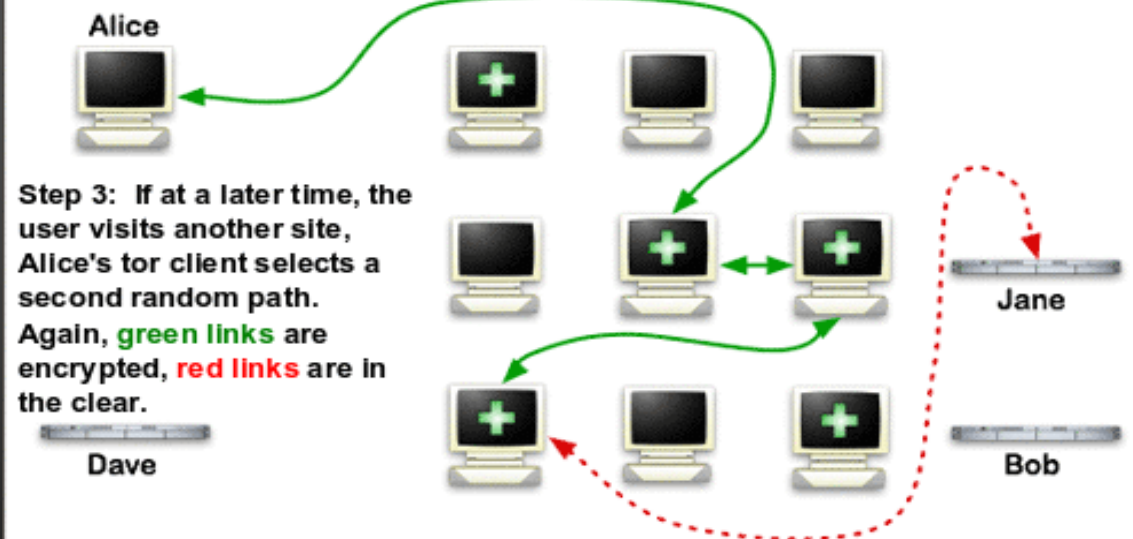 Alice
Step 3: If at a later time, the
user visits another site,
Alice's tor client selects a
second random path.
Again, green links are
encrypted, red links are in
the clear.
Jane
Dave
Bob